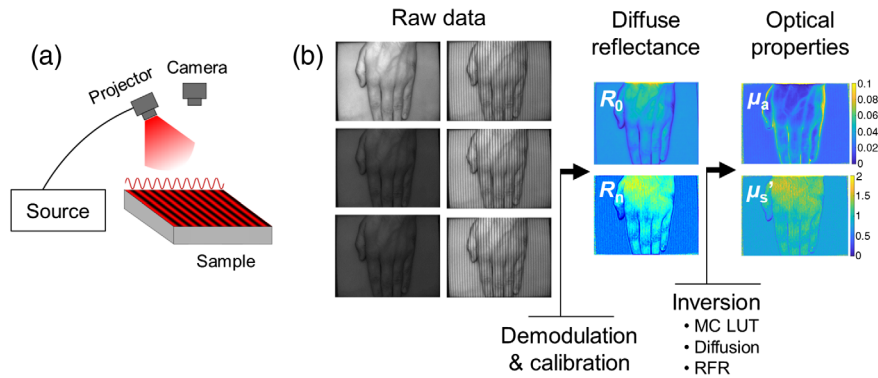 (a)
Projector
Camera
Source
Sample
(b)
Raw data
Diffuse
reflectance
Optical
properties
R0
Rn
μa
0.1
0.08
0.06
0.04
0.02
0
μs'
2
1.5
1
0.5
0
Demodulation
& calibration
Inversion
• MC LUT
• Diffusion
• RFR